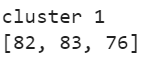 cluster 1
[82, 83, 76]